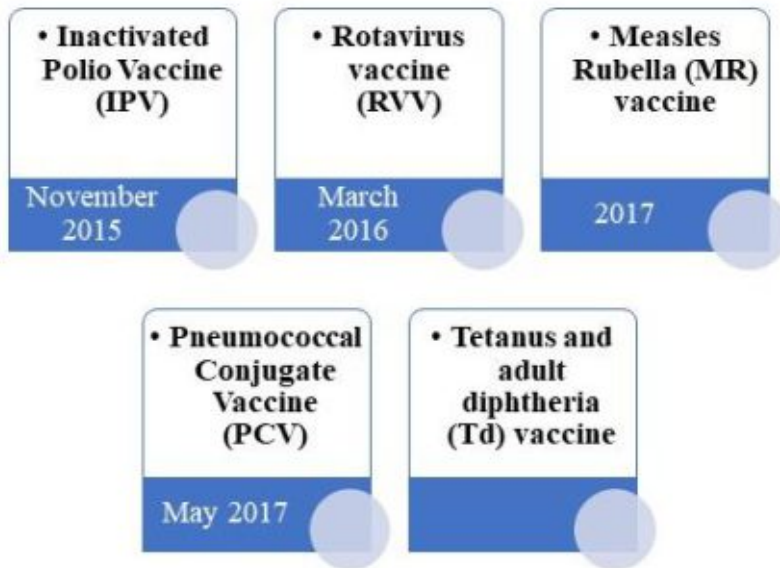 • Inactivated
Polio Vaccine
(IPV)
November
2015
• Rotavirus
vaccine
(RVV)
March
2016
• Measles
Rubella (MR)
vaccine
2017
• Pneumococcal
Conjugate
Vaccine
(PCV)
May 2017
• Tetanus and
adult
diphtheria
(Td) vaccine